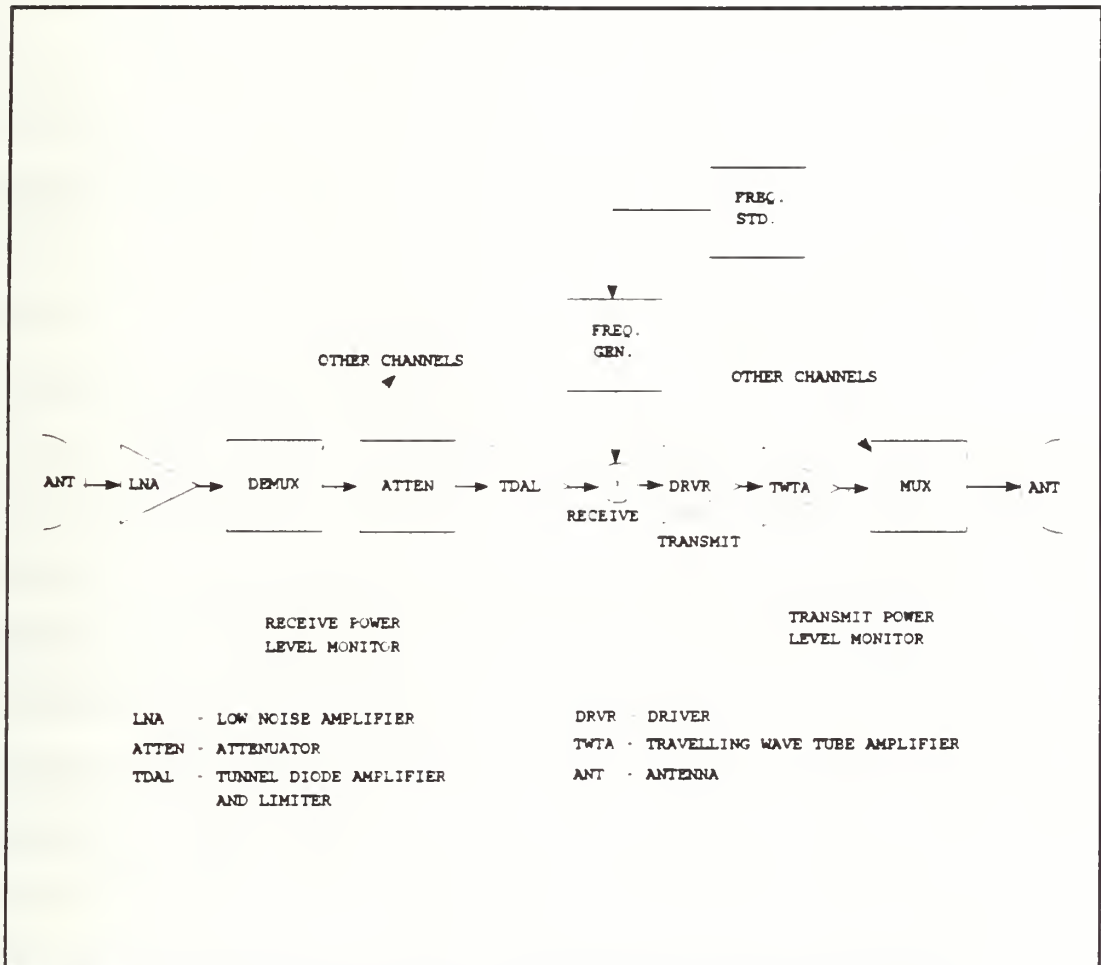 FREQ.
STD.
FREQ.
GEN.
OTHER CHANNELS
OTHER CHANNELS
ANT LNA DEMUX ATTEN TDAL DRVR TWTA MUX ANT
RECEIVE
TRANSMIT
RECEIVE POWER
LEVEL MONITOR
TRANSMIT POWER
LEVEL MONITOR
LNA - LOW NOISE AMPLIFIER
ATTEN - ATTENUATOR
TDAL - TUNNEL DIODE AMPLIFIER
AND LIMITER
DRVR - DRIVER
TWTA - TRAVELLING WAVE TUBE AMPLIFIER
ANT - ANTENNA